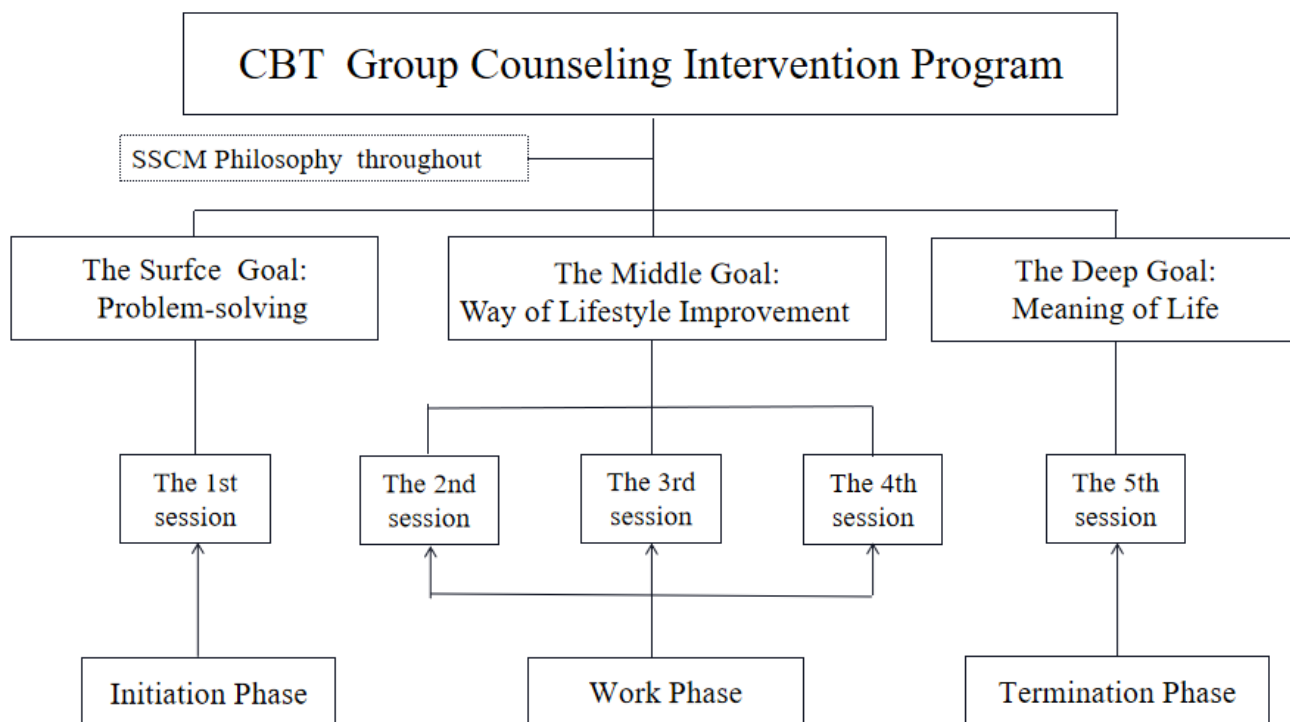 CBT Group Counseling Intervention Program
SSCM Philosophy throughout
The Surfce Goal:
Problem-solving
The Middle Goal:
Way of Lifestyle Improvement
The Deep Goal:
Meaning of Life
The 1st
session
The 2nd
session
The 3rd
session
The 4th
session
The 5th
session
Initiation Phase
Work Phase
Termination Phase